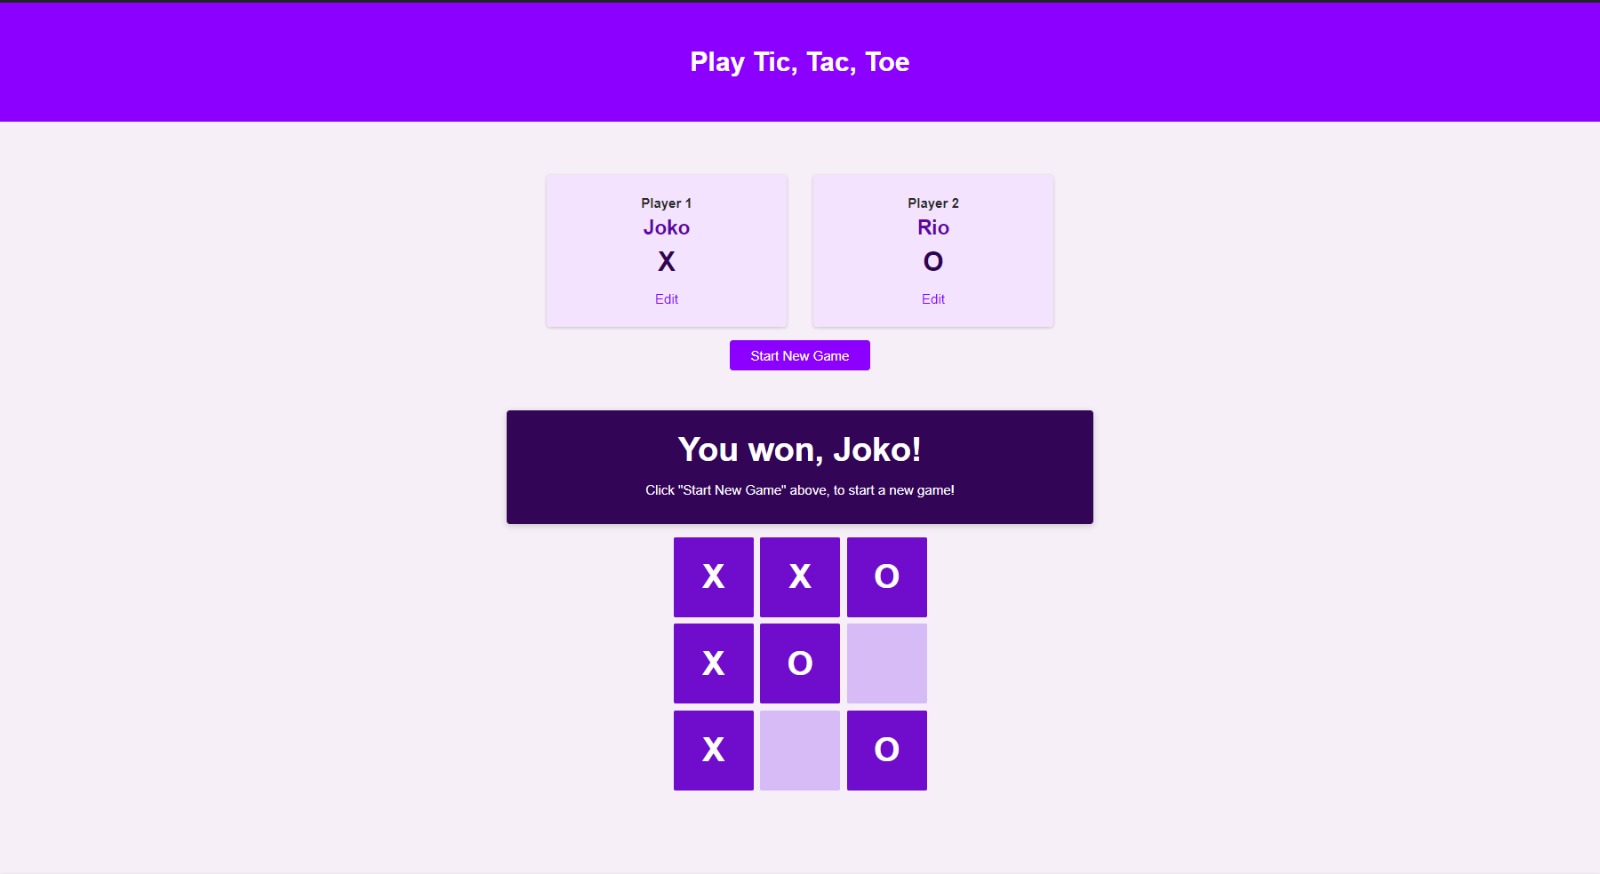 Play Tic, Tac, Toe
Player 1
Joko
X
Edit
Player 2
Rio
O
Edit
Start New Game
You won, Joko!
Click "Start New Game" above, to start a new game!
X X O
X O
X O